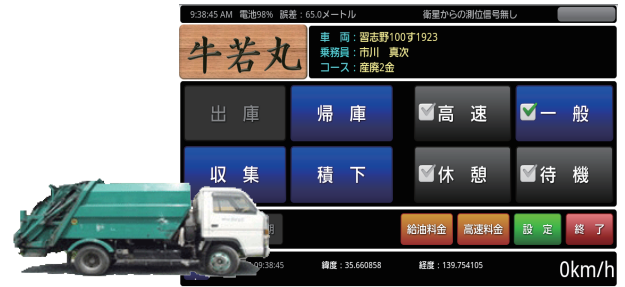 9:38:45 AM 電池98% 誤差：65.0メートル 衛星からの測位信号無し
牛若丸
車 両：習志野100す1923
乗務員：市川 真次
コース：産廃2金
出 庫 帰 庫 高 速 一 般
収 集 積 下 休 憩 待 機
期 給油料金 高速料金 設 定 終 了
09:38:45 緯度：35.660858 経度：139.754105 0km/h